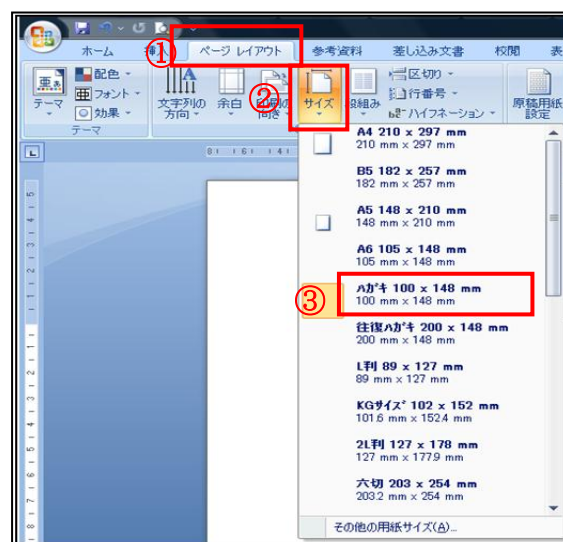 ホーム 挿入 ページ レイアウト 参考資料 差し込み文書 校閲 表
①
亜 配色 区切り
亜 フォント 行番号
テーマ 文字列の方向 余白 印刷の向き サイズ 段組み 原稿用紙設定
効果 ハイフネーション
②
テーマ
A4 210 x 297 mm
210 mm x 297 mm
B5 182 x 257 mm
182 mm x 257 mm
A5 148 x 210 mm
148 mm x 210 mm
A6 105 x 148 mm
105 mm x 148 mm
③
ハガキ 100 x 148 mm
100 mm x 148 mm
往復ハガキ 200 x 148 mm
200 mm x 148 mm
L判 89 x 127 mm
89 mm x 127 mm
KGサイズ 102 x 152 mm
101.6 mm x 152.4 mm
2L判 127 x 178 mm
127 mm x 177.9 mm
六切 203 x 254 mm
203.2 mm x 254 mm
その他の用紙サイズ(A)...